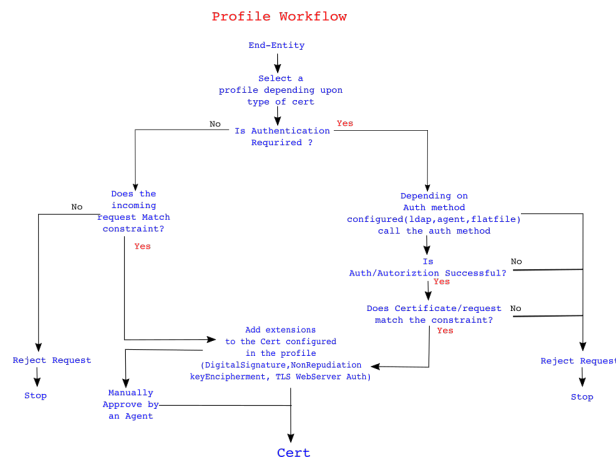 Profile Workflow
End-Entity
Select a
profile depending upon
type of cert
No
Yes
Is Authentication
Requrired ?
Does the
incoming
request Match
constraint?
No
Yes
Depending on
Auth method
configured(ldap,agent,flatfile)
call the auth method
Is
Auth/Autoriztion Successful?
No
Yes
Does Certificate/request
match the constraint?
No
Yes
Add extensions
to the Cert configured
in the profile
(DigitalSignature,NonRepudiation
keyEncipherment, TLS WebServer Auth)
Reject Request
Stop
Manually
Approve by
an Agent
Reject Request
Stop
Cert